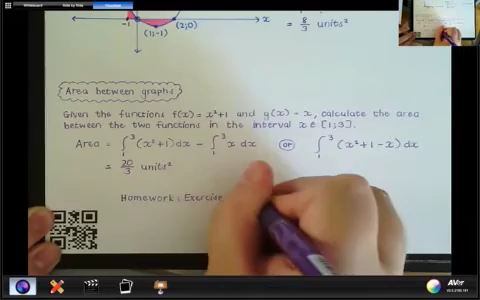 -1
(1;-1)
(2;0)
x
= 8/3 units²
Area between graphs
Given the functions f(x)= x²+1 and g(x) = x, calculate the area
between the two functions in the interval x ∈ [1;3].
Area = ∫₁³ (x²+1) dx − ∫₁³ x dx (or) ∫₁³ (x²+1-x) dx
= 20/3 units²
Homework: Exercise
AVer